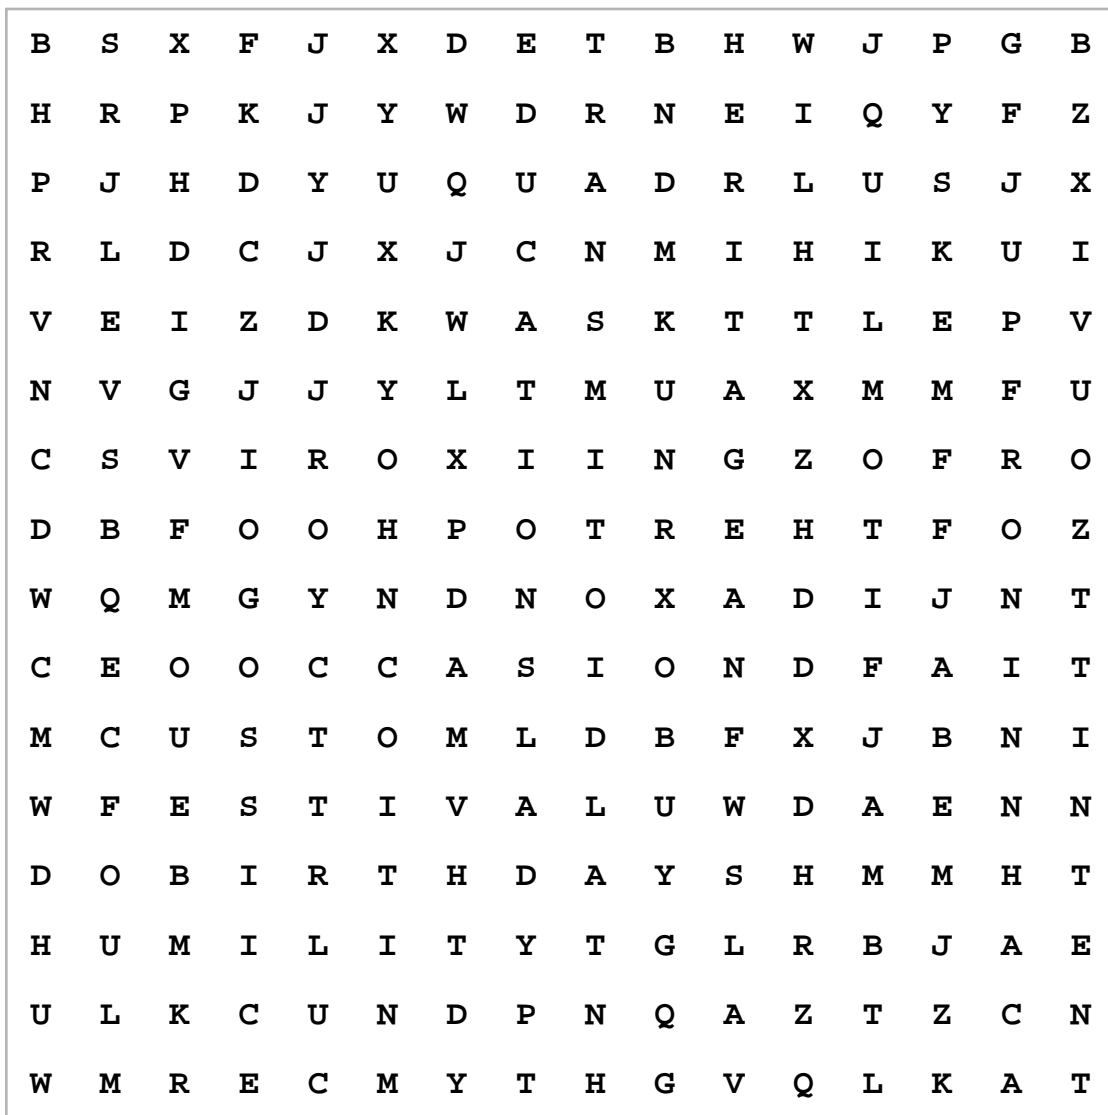 B S X F J X D E T B H W J P G B
H R P K J Y W D R N E I Q Y F Z
P J H D Y U Q U A D R L U S J X
R L D C J X J C N M I H I K U I
V E I Z D K W A S K T T L E P V
N V G J J Y L T M U A X M M F U
C S V I R O X I I N G Z O F R O
D B F O O H P O T R E H T F O Z
W Q M G Y N D N O X A D I J N T
C E O O C C A S I O N D F A I T
M C U S T O M L D B F X J B N I
W F E S T I V A L U W D A E N N
D O B I R T H D A Y S H M M H T
H U M I L I T Y T G L R B J A E
U L K C U N D P N Q A Z T Z C N
W M R E C M Y T H G V Q L K A T